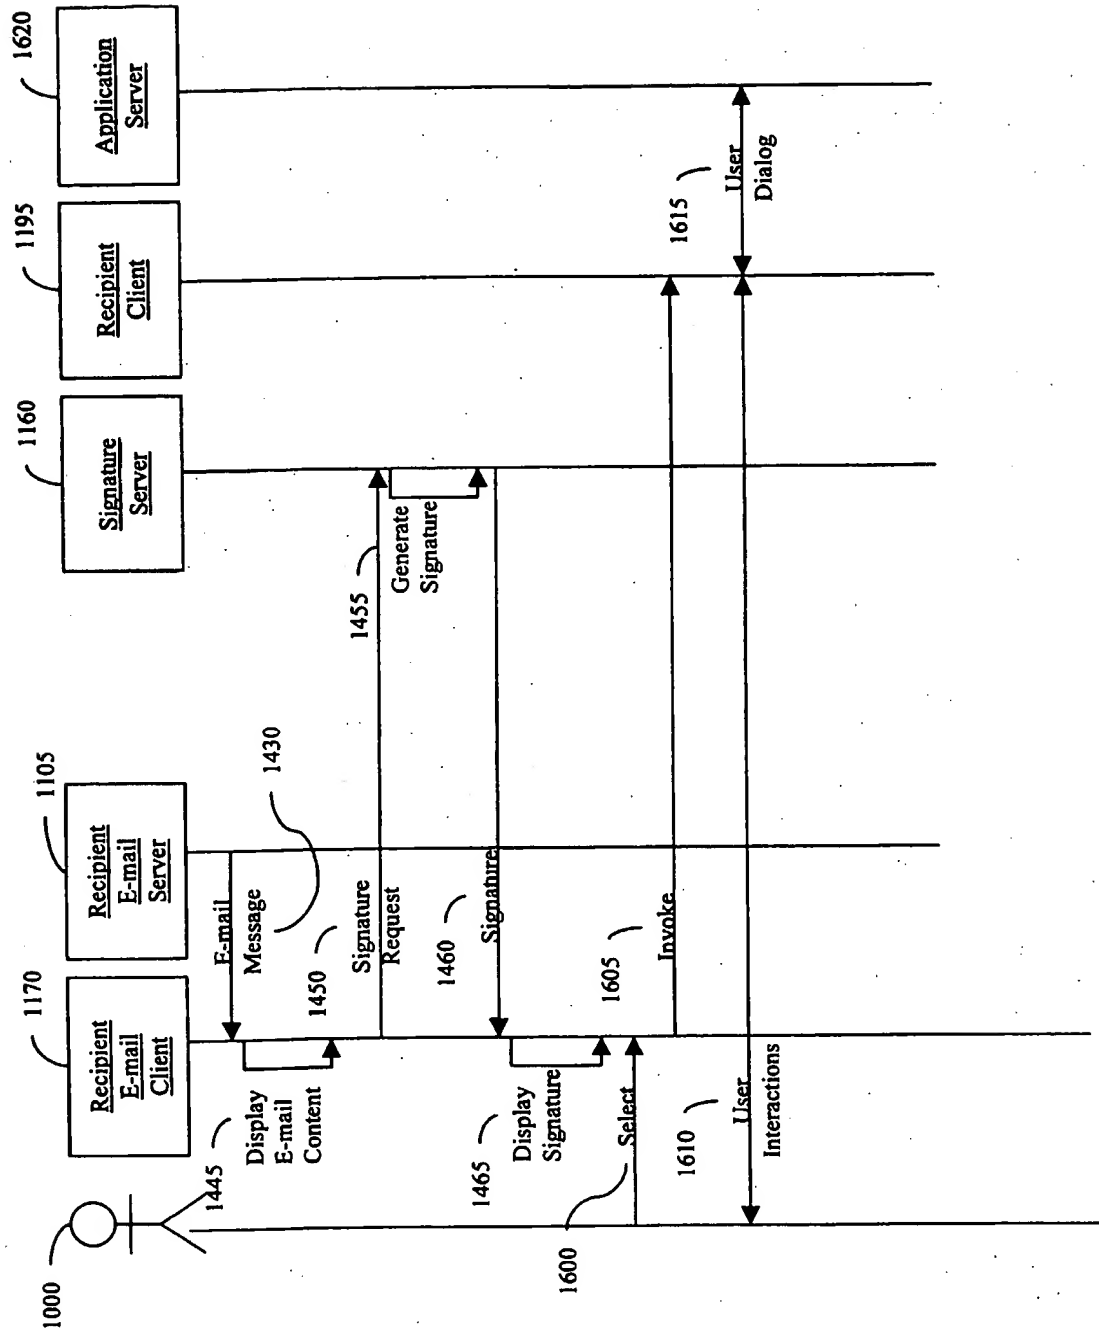 1000
1170
Recipient
E-mail
Client
1105
Recipient
E-mail
Server
1160
Signature
Server
1195
Recipient
Client
1620
Application
Server
E-mail
Message
1430
1445
Display
E-mail
Content
1450
Signature
Request
1455
Generate
Signature
1460
Signature
1465
Display
Signature
1600
Select
1605
Invoke
1610
User
Interactions
1615
User
Dialog